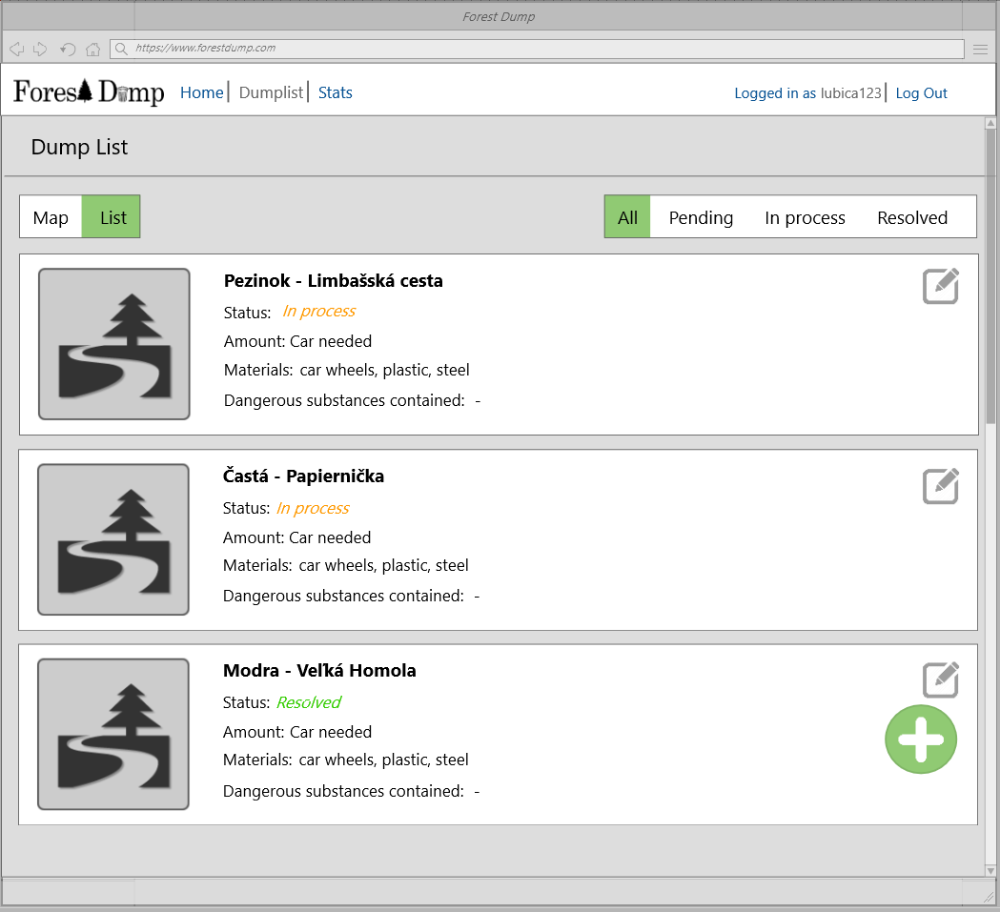 Forest Dump
https://www.forestdump.com
Forest Dump Home Dumplist Stats Logged in as lubica123 Log Out
Dump List
Map List All Pending In process Resolved
Pezinok - Limbašská cesta
Status: In process
Amount: Car needed
Materials: car wheels, plastic, steel
Dangerous substances contained: -
Častá - Papiernička
Status: In process
Amount: Car needed
Materials: car wheels, plastic, steel
Dangerous substances contained: -
Modra - Veľká Homola
Status: Resolved
Amount: Car needed
Materials: car wheels, plastic, steel
Dangerous substances contained: -